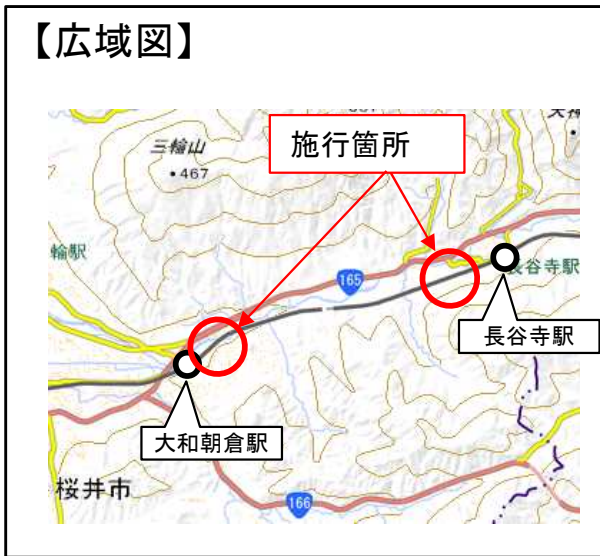 【広域図】
施行箇所
三輪山
・467
輪駅
165
長谷寺駅
長谷寺駅
大和朝倉駅
桜井市
166